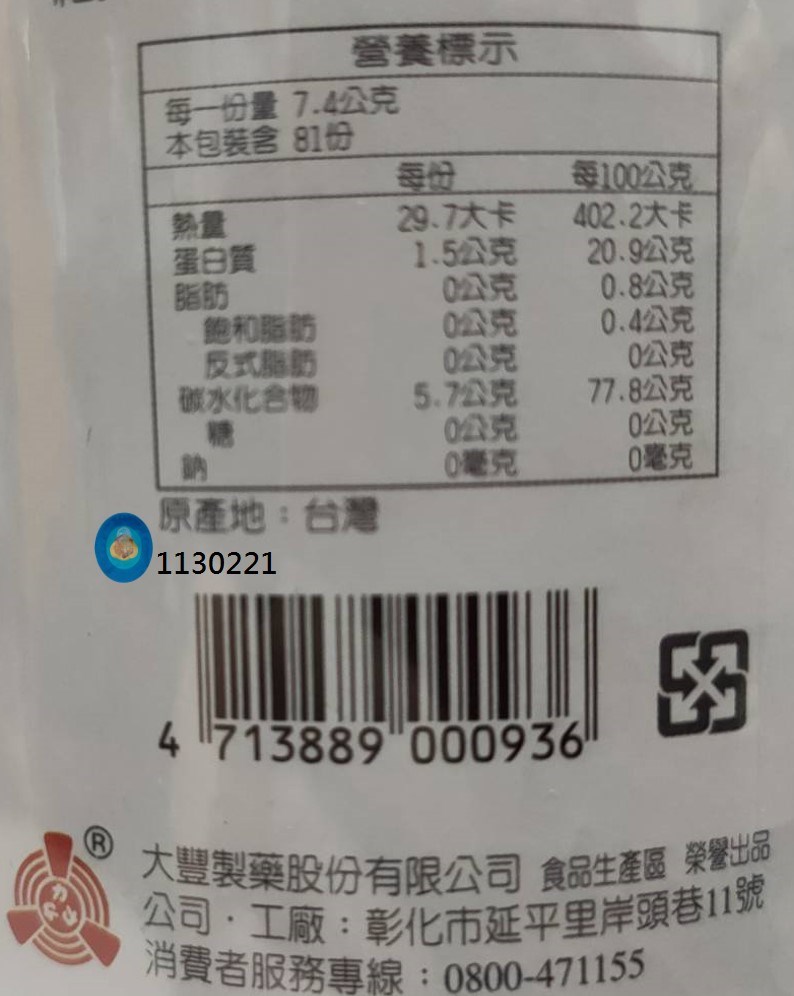 營養標示
每一份量 7.4公克
本包裝含 81份
每份 每100公克
熱量 29.7大卡 402.2大卡
蛋白質 1.5公克 20.9公克
脂肪 0公克 0.8公克
飽和脂肪 0公克 0.4公克
反式脂肪 0公克 0公克
碳水化合物 5.7公克 77.8公克
糖 0公克 0公克
鈉 0毫克 0毫克
原產地：台灣
1130221
4 713889 000936
®
大豐製藥股份有限公司 食品生產區 榮譽出品
公司·工廠：彰化市延平里岸頭巷11號
消費者服務專線：0800-471155